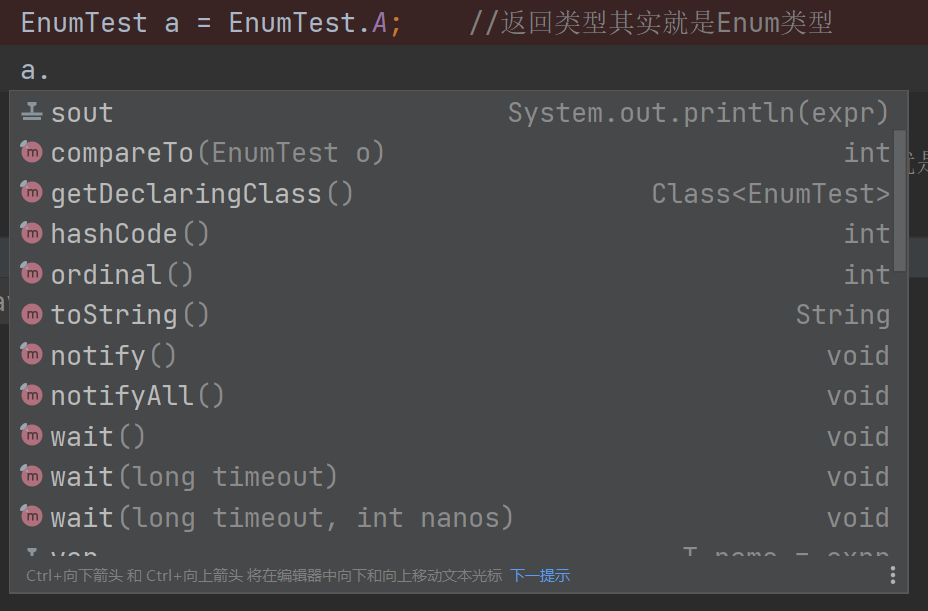 EnumTest a = EnumTest.A;    //返回类型其实就是Enum类型
a.
sout System.out.println(expr)
compareTo(EnumTest o) int
getDeclaringClass() Class<EnumTest>
hashCode() int
ordinal() int
toString() String
notify() void
notifyAll() void
wait() void
wait(long timeout) void
wait(long timeout, int nanos) void
Ctrl+向下箭头 和 Ctrl+向上箭头 将在编辑器中向下和向上移动文本光标 下一提示